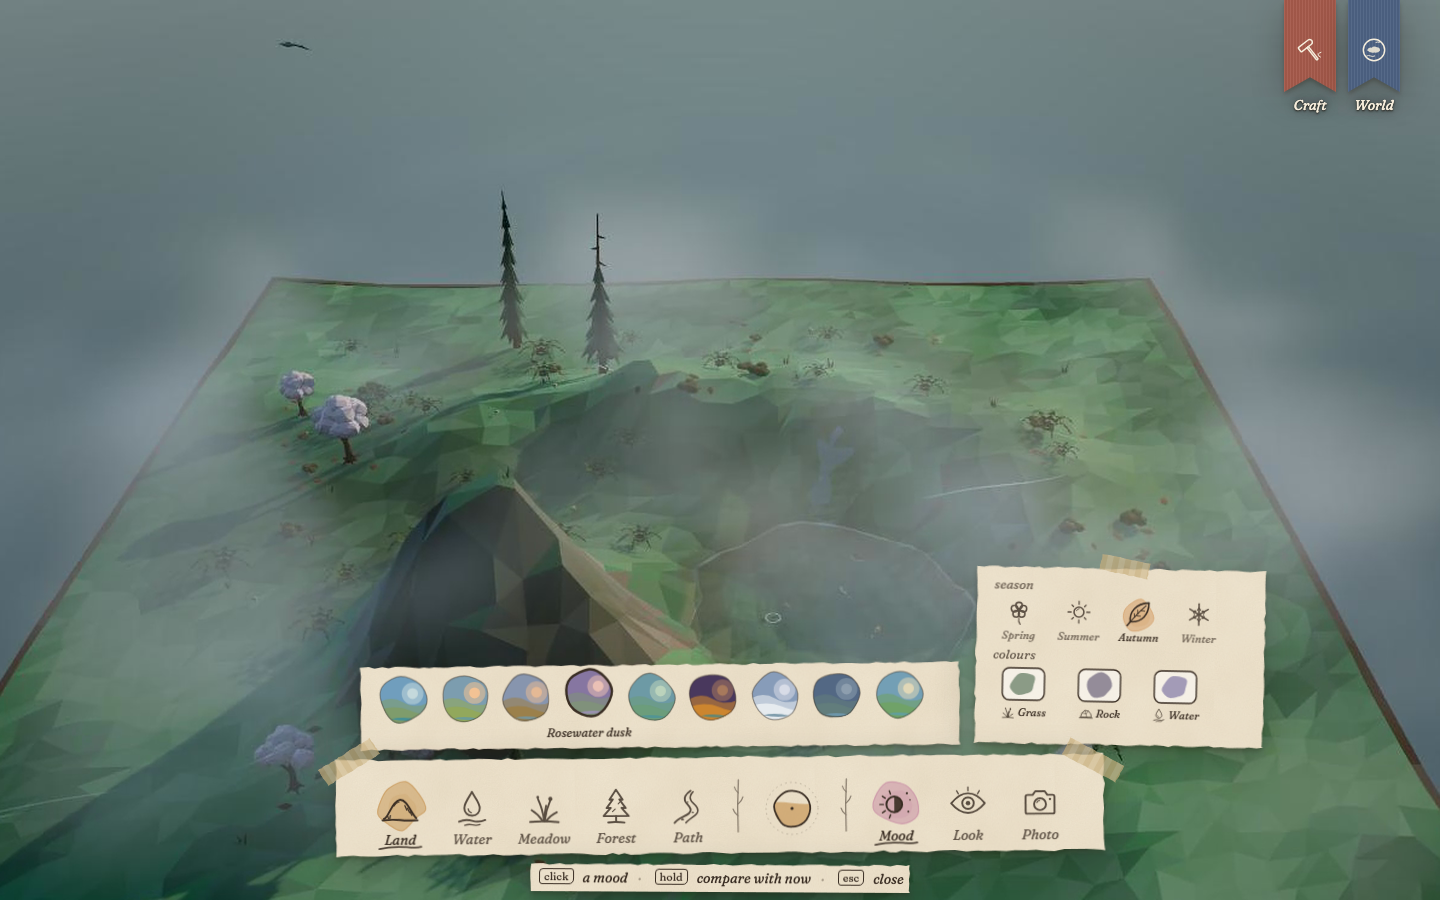 Craft World
season
Spring Summer Autumn Winter
colours
Grass Rock Water
Rosewater dusk
Land Water Meadow Forest Path Mood Look Photo
click a mood · hold compare with now · esc close